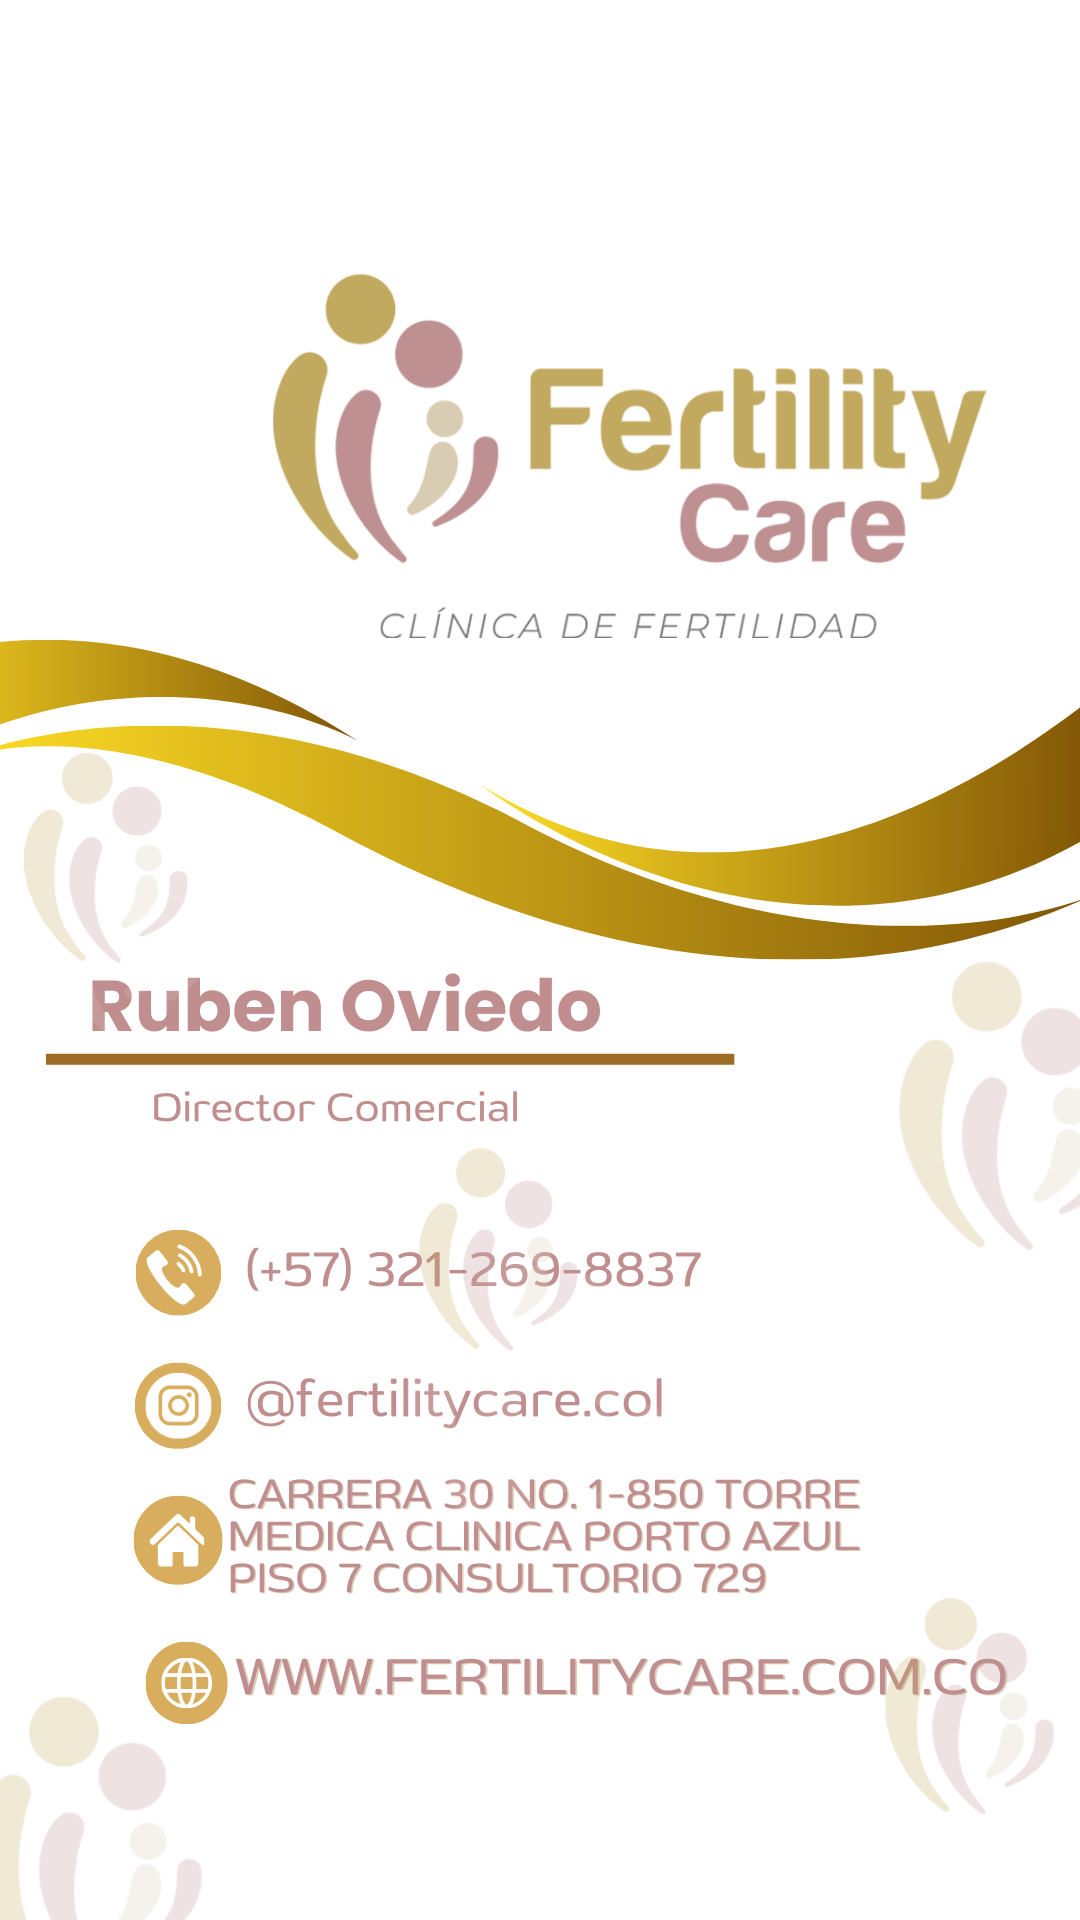 Fertility
Care
CLÍNICA DE FERTILIDAD
Ruben Oviedo
Director Comercial
(+57) 321-269-8837
@fertilitycare.col
CARRERA 30 NO. 1-850 TORRE
MEDICA CLINICA PORTO AZUL
PISO 7 CONSULTORIO 729
WWW.FERTILITYCARE.COM.CO